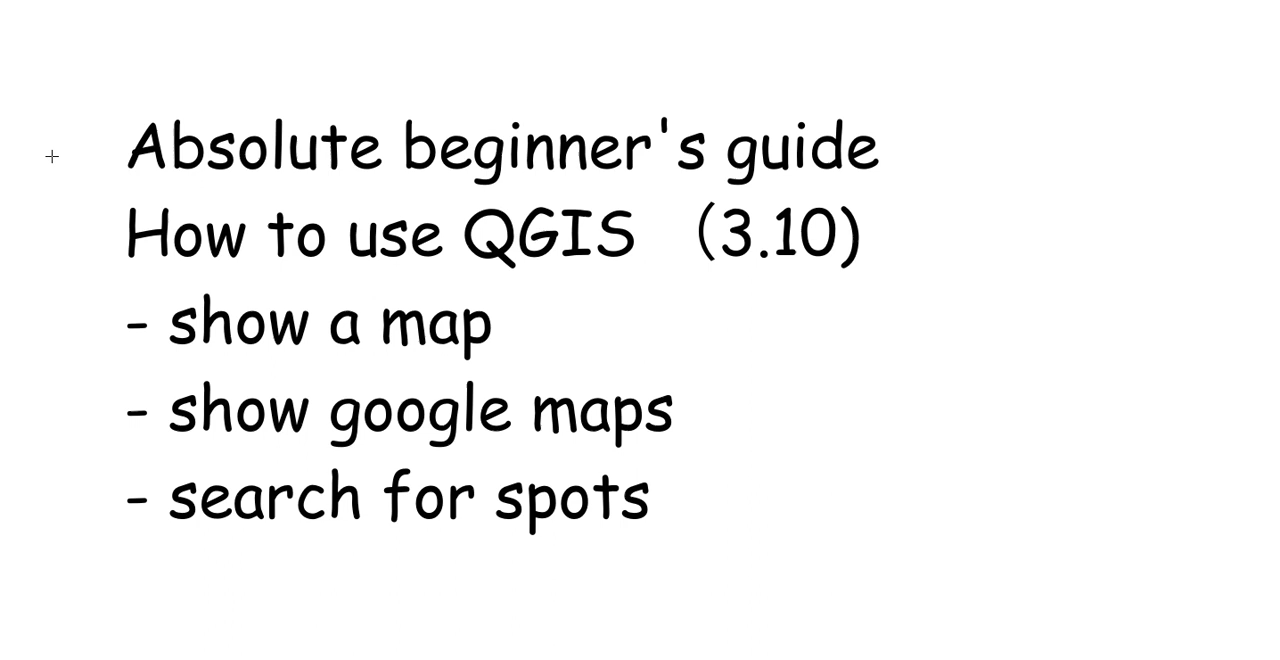 Absolute beginner's guide
How to use QGIS （3.10)
- show a map
- show google maps
- search for spots